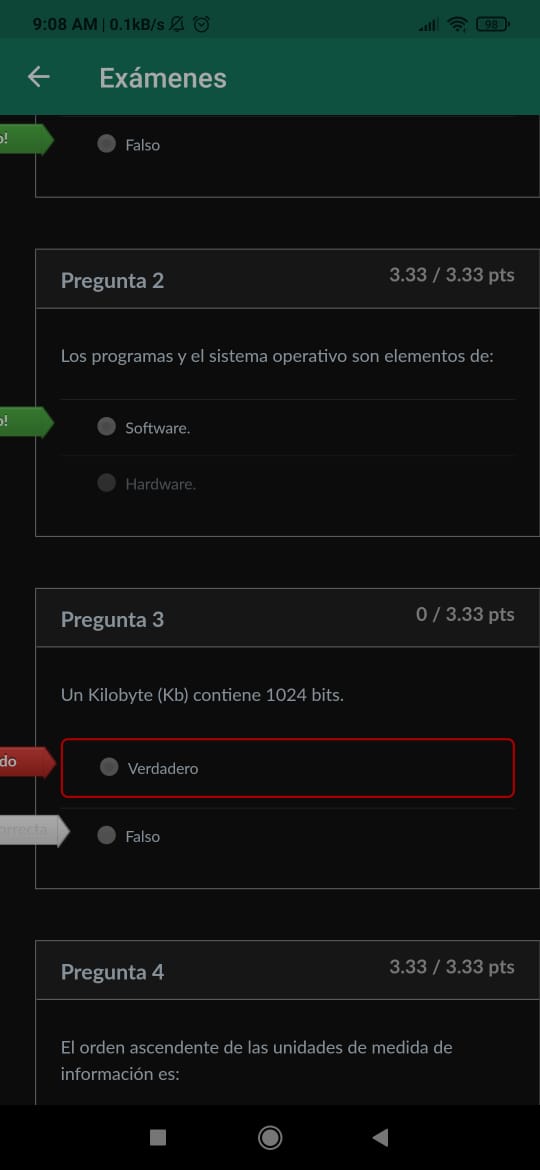 9:08 AM | 0.1kB/s
98
Exámenes
o!
Falso
Pregunta 2
3.33 / 3.33 pts
Los programas y el sistema operativo son elementos de:
o!
Software.
Hardware.
Pregunta 3
0 / 3.33 pts
Un Kilobyte (Kb) contiene 1024 bits.
do
Verdadero
orrecta
Falso
Pregunta 4
3.33 / 3.33 pts
El orden ascendente de las unidades de medida de
información es: